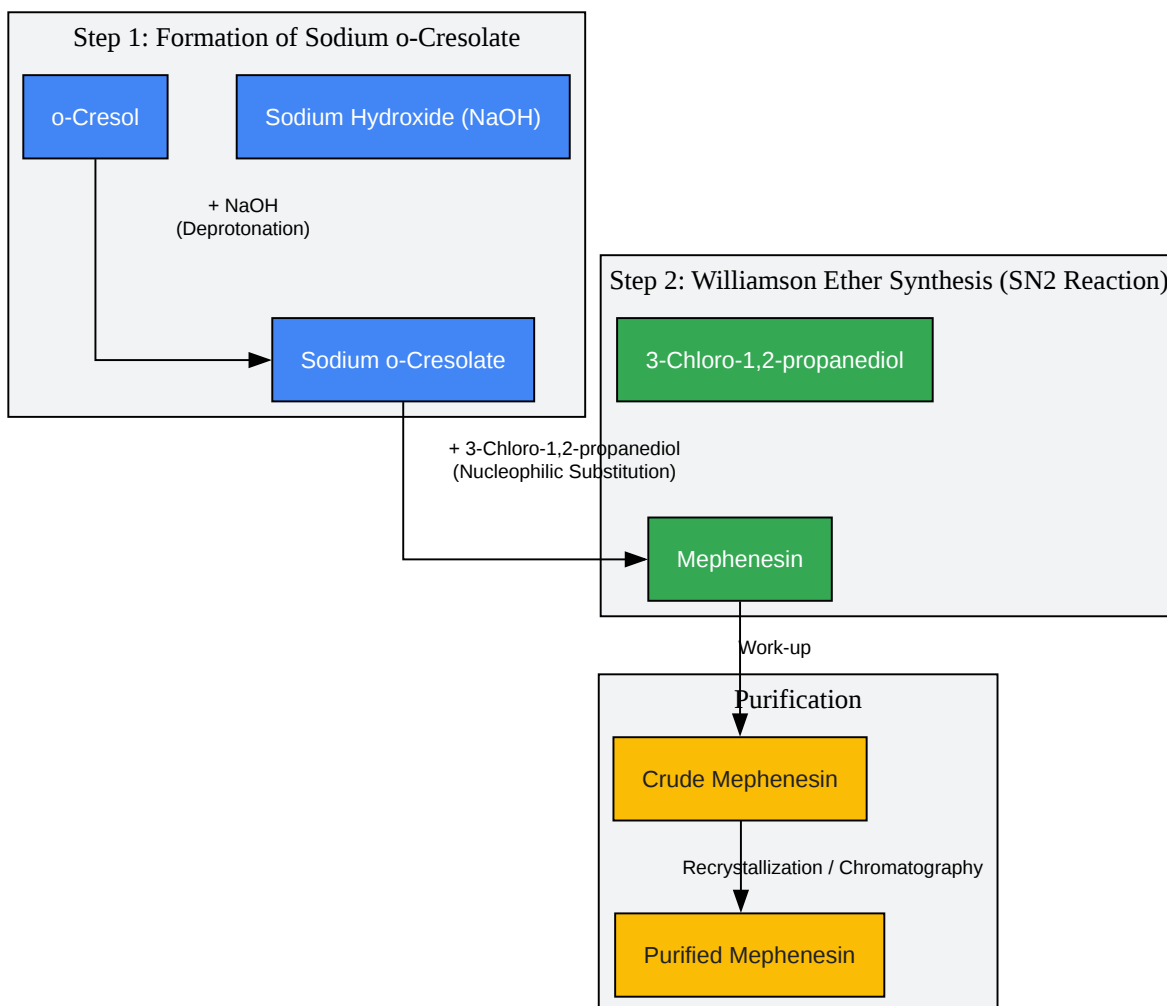 Step 1: Formation of Sodium o-Cresolate
o-Cresol
Sodium Hydroxide (NaOH)
+ NaOH
(Deprotonation)
Sodium o-Cresolate
Step 2: Williamson Ether Synthesis (SN2 Reaction)
3-Chloro-1,2-propanediol
+ 3-Chloro-1,2-propanediol
(Nucleophilic Substitution)
Mephenesin
Work-up
Purification
Crude Mephenesin
Recrystallization / Chromatography
Purified Mephenesin